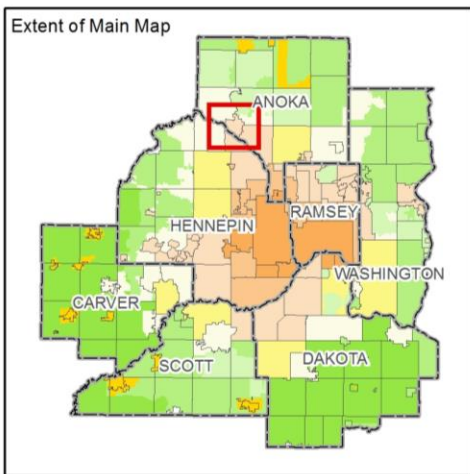 Extent of Main Map
ANOKA
HENNEPIN
RAMSEY
WASHINGTON
CARVER
SCOTT
DAKOTA